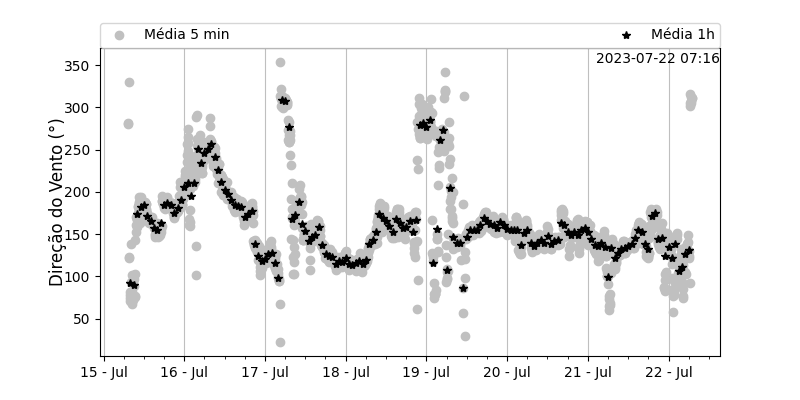 Média 5 min
Média 1h
2023-07-22 07:16
Direção do Vento (°)
350
300
250
200
150
100
50
15 - Jul
16 - Jul
17 - Jul
18 - Jul
19 - Jul
20 - Jul
21 - Jul
22 - Jul